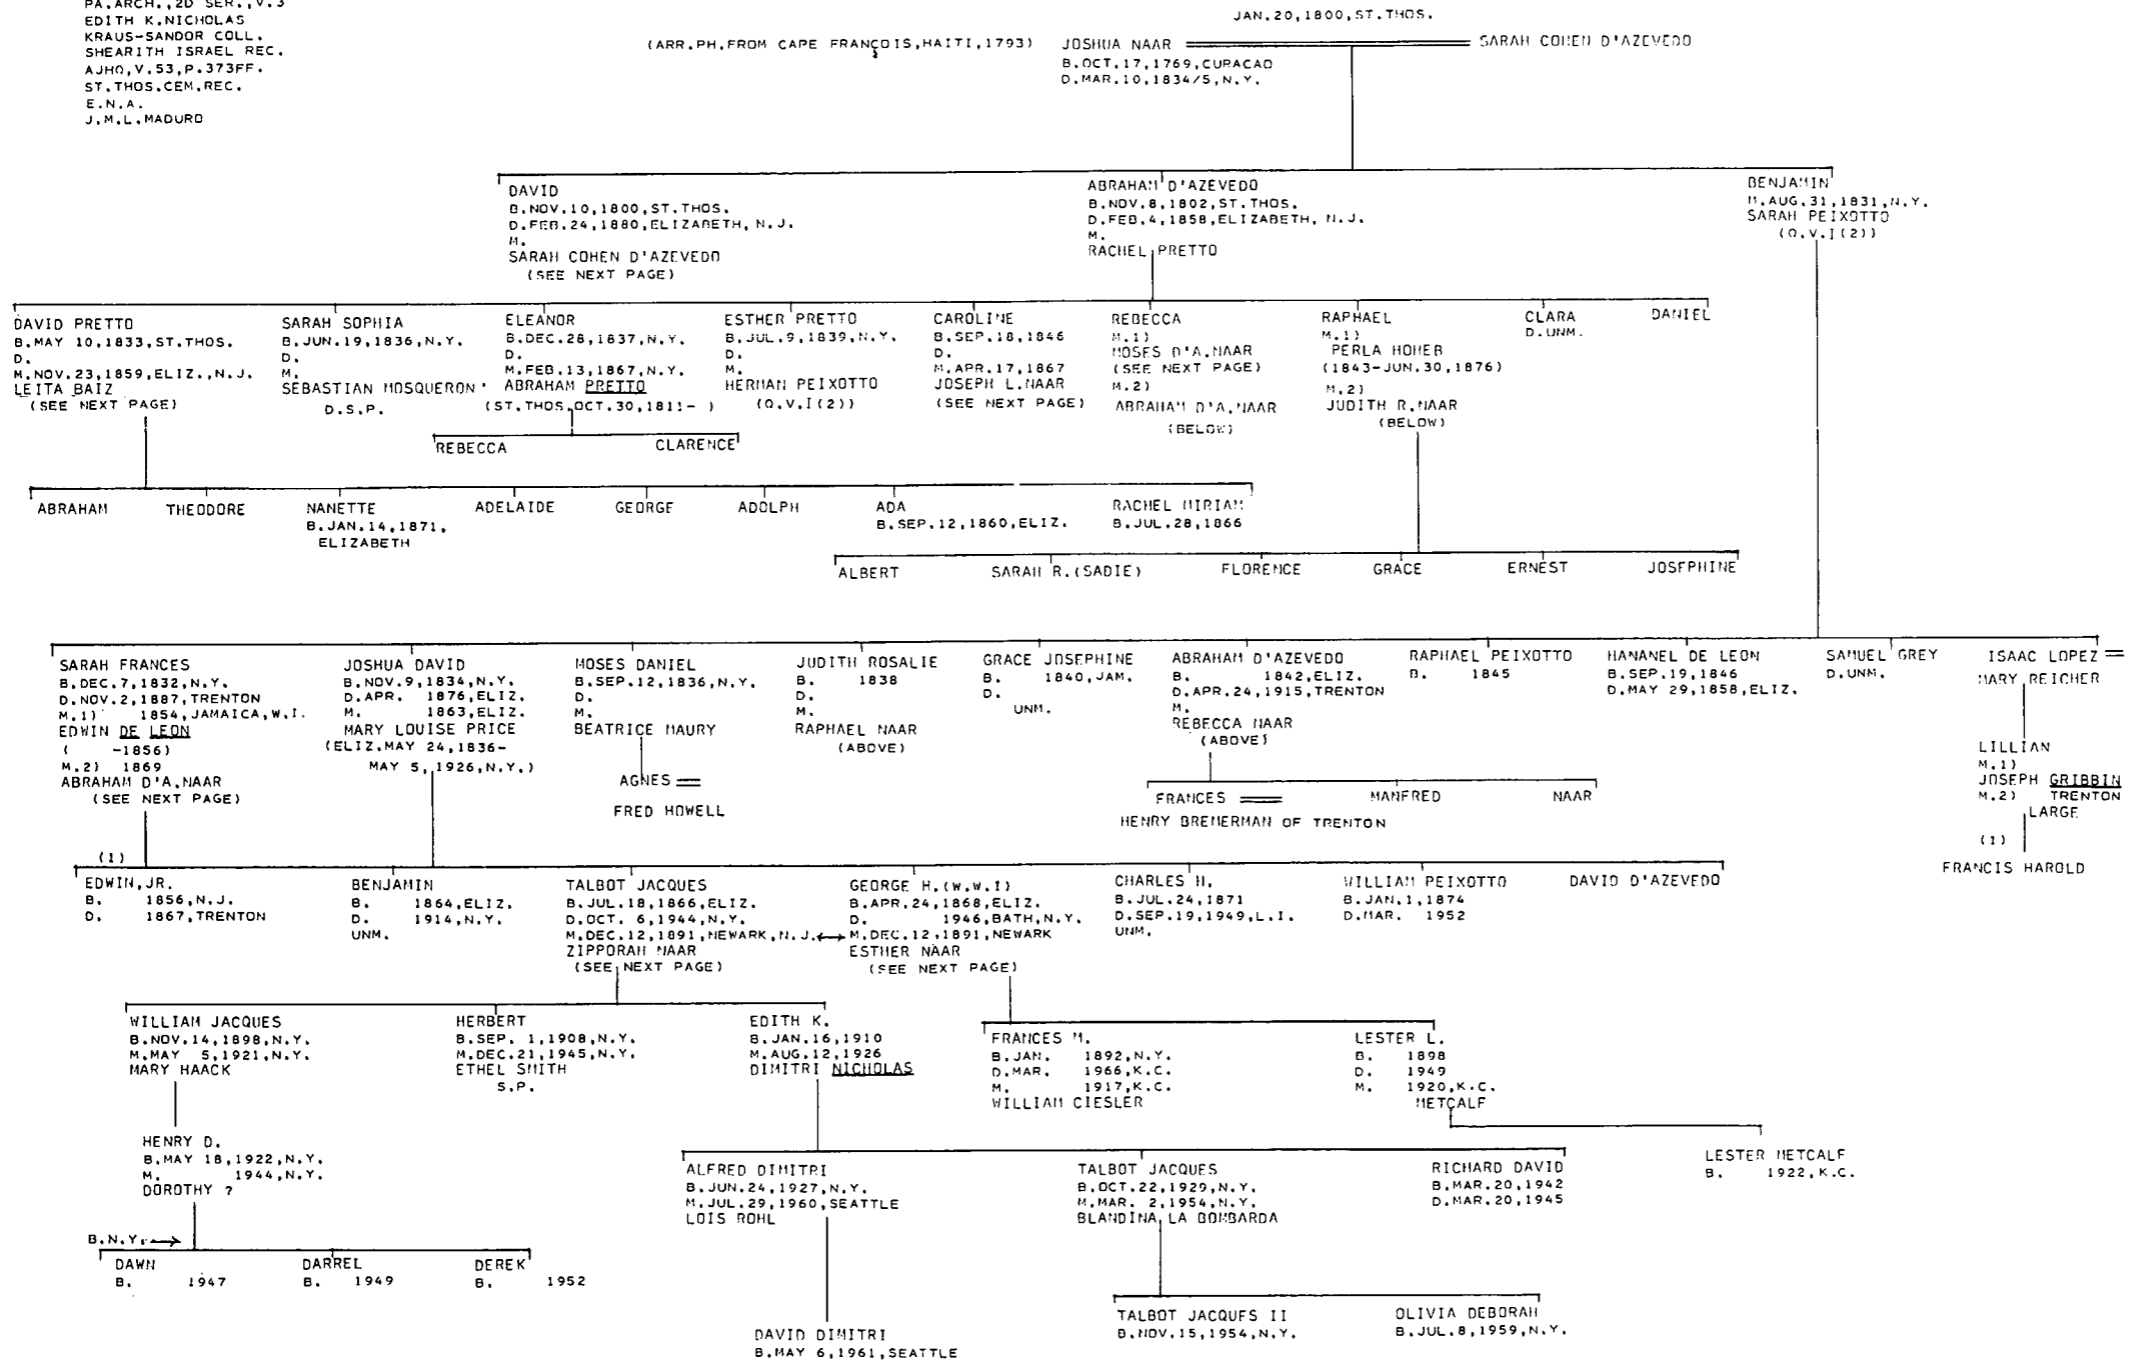 PA.ARCH.,2D SER.,V.3
EDITH K.NICHOLAS
KRAUS-SANDOR COLL.
SHEARITH ISRAEL REC.
AJHQ,V.53,P.373FF.
ST.THOS.CEM.REC.
E.N.A.
J.M.L.MADURO
JAN.20,1800,ST.THOS.
(ARR.PH.FROM CAPE FRANÇOIS,HAITI,1793)
JOSHUA NAAR
B.OCT.17,1769,CURACAO
D.MAR.10,1834/5,N.Y.
SARAH COHEN D'AZEVEDO
DAVID
B.NOV.10,1800,ST.THOS.
D.FEB.24,1880,ELIZABETH, N.J.
M.
SARAH COHEN D'AZEVEDO
(SEE NEXT PAGE)
ABRAHAM D'AZEVEDO
B.NOV.8,1802,ST.THOS.
D.FEB.4,1858,ELIZABETH, N.J.
M.
RACHEL PRETTO
BENJAMIN
M.AUG.31,1831,N.Y.
SARAH PEIXOTTO
(Q.V.I(2))
DAVID PRETTO
B.MAY 10,1833,ST.THOS.
D.
M.NOV.23,1859,ELIZ.,N.J.
LEITA BAIZ
(SEE NEXT PAGE)
SARAH SOPHIA
B.JUN.19,1836,N.Y.
D.
M.
SEBASTIAN MOSQUERON'
D.S.P.
ELEANOR
B.DEC.28,1837,N.Y.
D.
M.FEB.13,1867,N.Y.
ABRAHAM PRETTO
(ST.THOS,OCT.30,1811- )
ESTHER PRETTO
B.JUL.9,1839,N.Y.
D.
M.
HERMAN PEIXOTTO
(Q.V.I(2))
CAROLINE
B.SEP.18,1846
D.
M.APR.17,1867
JOSEPH L.NAAR
(SEE NEXT PAGE)
REBECCA
M.1)
MOSES D'A.NAAR
(SEE NEXT PAGE)
M.2)
ABRAHAM D'A.NAAR
(BELOW)
RAPHAEL
M.1)
PERLA HOHEB
(1843-JUN.30,1876)
M.2)
JUDITH R.NAAR
(BELOW)
CLARA
D.UNM.
DANIEL
REBECCA
CLARENCE
ABRAHAM
THEODORE
NANETTE
B.JAN.14,1871,
ELIZABETH
ADELAIDE
GEORGE
ADOLPH
ADA
B.SEP.12,1860,ELIZ.
RACHEL MIRIAM
B.JUL.28,1866
ALBERT
SARAH R.(SADIE)
FLORENCE
GRACE
ERNEST
JOSEPHINE
SARAH FRANCES
B.DEC.7,1832,N.Y.
D.NOV.2,1887,TRENTON
M.1) 1854,JAMAICA,W.I.
EDWIN DE LEON
( -1856)
M.2) 1869
ABRAHAM D'A.NAAR
(SEE NEXT PAGE)
JOSHUA DAVID
B.NOV.9,1834,N.Y.
D.APR. 1876,ELIZ.
M. 1863,ELIZ.
MARY LOUISE PRICE
(ELIZ.MAY 24,1836-
MAY 5,1926,N.Y.)
MOSES DANIEL
B.SEP.12,1836,N.Y.
D.
M.
BEATRICE MAURY
AGNES
FRED HOWELL
JUDITH ROSALIE
B. 1838
D.
M.
RAPHAEL NAAR
(ABOVE)
GRACE JOSEPHINE
B. 1840,JAM.
D.
UNM.
ABRAHAM D'AZEVEDO
B. 1842,ELIZ.
D.APR.24,1915,TRENTON
M.
REBECCA NAAR
(ABOVE)
RAPHAEL PEIXOTTO
B. 1845
HANANEL DE LEON
B.SEP.19,1846
D.MAY 29,1858,ELIZ.
SAMUEL GREY
D.UNM.
ISAAC LOPEZ
MARY REICHER
LILLIAN
M.1)
JOSEPH GRIBBIN
M.2) TRENTON
LARGE
(1)
FRANCIS HAROLD
FRANCES
HENRY BREMERMAN OF TRENTON
MANFRED
NAAR
(1)
EDWIN,JR.
B. 1856,N.J.
D. 1867,TRENTON
BENJAMIN
B. 1864,ELIZ.
D. 1914,N.Y.
UNM.
TALBOT JACQUES
B.JUL.18,1866,ELIZ.
D.OCT. 6,1944,N.Y.
M.DEC.12,1891,NEWARK,N.J.
ZIPPORAH NAAR
(SEE NEXT PAGE)
GEORGE H.(W.W.I)
B.APR.24,1868,ELIZ.
D. 1946,BATH,N.Y.
M.DEC.12,1891,NEWARK
ESTHER NAAR
(SEE NEXT PAGE)
CHARLES H.
B.JUL.24,1871
D.SEP.19,1949,L.I.
UNM.
WILLIAM PEIXOTTO
B.JAN.1,1874
D.MAR. 1952
DAVID D'AZEVEDO
WILLIAM JACQUES
B.NOV.14,1898,N.Y.
M.MAY 5,1921,N.Y.
MARY HAACK
HERBERT
B.SEP. 1,1908,N.Y.
M.DEC.21,1945,N.Y.
ETHEL SMITH
S.P.
EDITH K.
B.JAN.16,1910
M.AUG.12,1926
DIMITRI NICHOLAS
FRANCES M.
B.JAN. 1892,N.Y.
D.MAR. 1966,K.C.
M. 1917,K.C.
WILLIAM CIESLER
LESTER L.
B. 1898
D. 1949
M. 1920,K.C.
METCALF
HENRY D.
B.MAY 18,1922,N.Y.
M. 1944,N.Y.
DOROTHY ?
ALFRED DIMITRI
B.JUN.24,1927,N.Y.
M.JUL.29,1960,SEATTLE
LOIS ROHL
TALBOT JACQUES
B.OCT.22,1929,N.Y.
M.MAR. 2,1954,N.Y.
BLANDINA LA BOMBARDA
RICHARD DAVID
B.MAR.20,1942
D.MAR.20,1945
LESTER METCALF
B. 1922,K.C.
B.N.Y.
DAWN
B. 1947
DARREL
B. 1949
DEREK
B. 1952
TALBOT JACQUES II
B.NOV.15,1954,N.Y.
OLIVIA DEBORAH
B.JUL.8,1959,N.Y.
DAVID DIMITRI
B.MAY 6,1961,SEATTLE